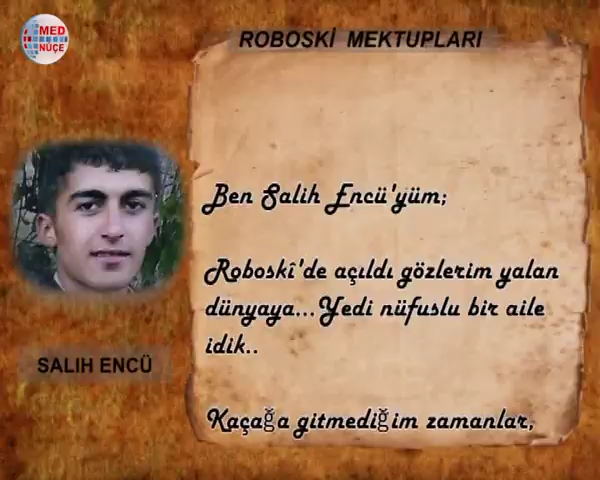 MED
NÛÇE
ROBOSKİ MEKTUPLARI
Ben Salih Encü'yüm;
Roboskî'de açıldı gözlerim yalan
dünyaya... Yedi nüfuslu bir aile
idik..
SALIH ENCÜ
Kaçağa gitmediğim zamanlar,